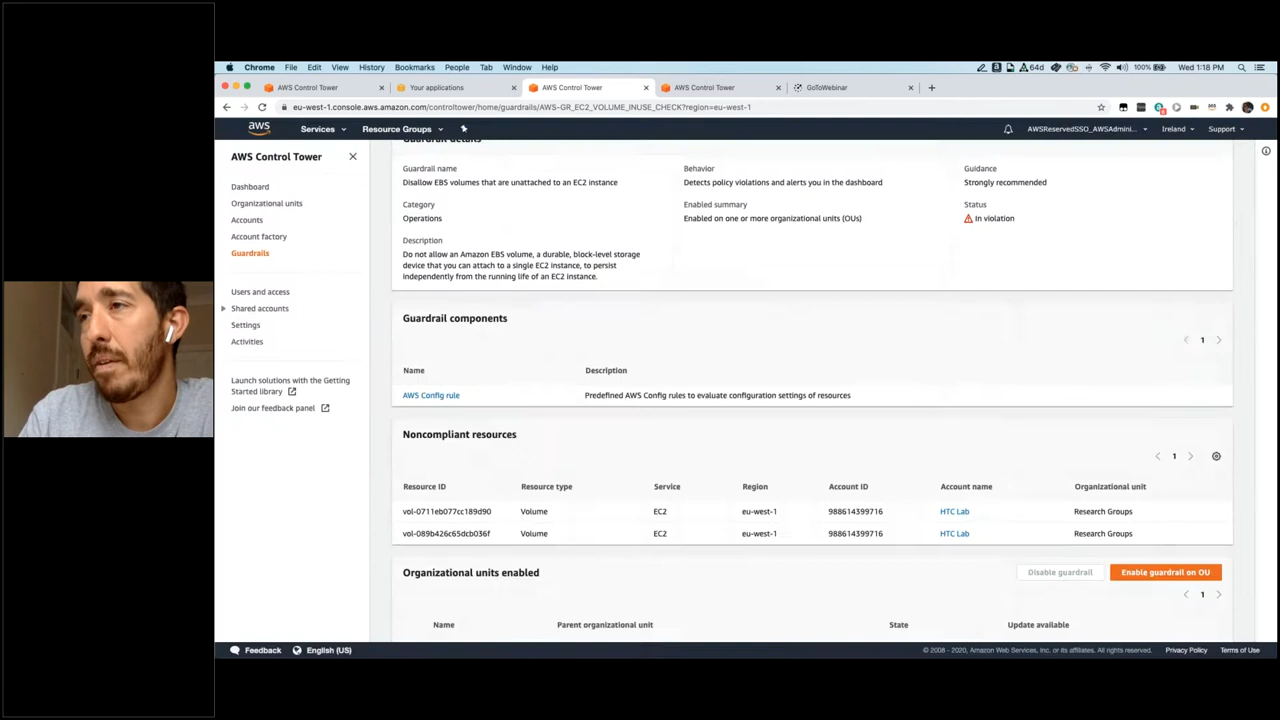 Chrome File Edit View History Bookmarks People Tab Window Help 64d 100% Wed 1:18 PM
AWS Control Tower Your applications AWS Control Tower AWS Control Tower GoToWebinar
eu-west-1.console.aws.amazon.com/controltower/home/guardrails/AWS-GR_EC2_VOLUME_INUSE_CHECK?region=eu-west-1
aws Services Resource Groups AWSReservedSSO_AWSAdmini... Ireland Support
AWS Control Tower
Dashboard
Organizational units
Accounts
Account factory
Guardrails
Users and access
Shared accounts
Settings
Activities
Launch solutions with the Getting
Started library
Join our feedback panel
Guardrail details
Guardrail name Behavior Guidance
Disallow EBS volumes that are unattached to an EC2 instance Detects policy violations and alerts you in the dashboard Strongly recommended
Category Enabled summary Status
Operations Enabled on one or more organizational units (OUs) In violation
Description
Do not allow an Amazon EBS volume, a durable, block-level storage
device that you can attach to a single EC2 instance, to persist
independently from the running life of an EC2 instance.
Guardrail components
1
Name Description
AWS Config rule Predefined AWS Config rules to evaluate configuration settings of resources
Noncompliant resources
1
Resource ID Resource type Service Region Account ID Account name Organizational unit
vol-0711eb077cc189d90 Volume EC2 eu-west-1 988614399716 HTC Lab Research Groups
vol-089b426c65dcb036f Volume EC2 eu-west-1 988614399716 HTC Lab Research Groups
Organizational units enabled Disable guardrail Enable guardrail on OU
1
Name Parent organizational unit State Update available
Feedback English (US) © 2008 - 2020, Amazon Web Services, Inc. or its affiliates. All rights reserved. Privacy Policy Terms of Use